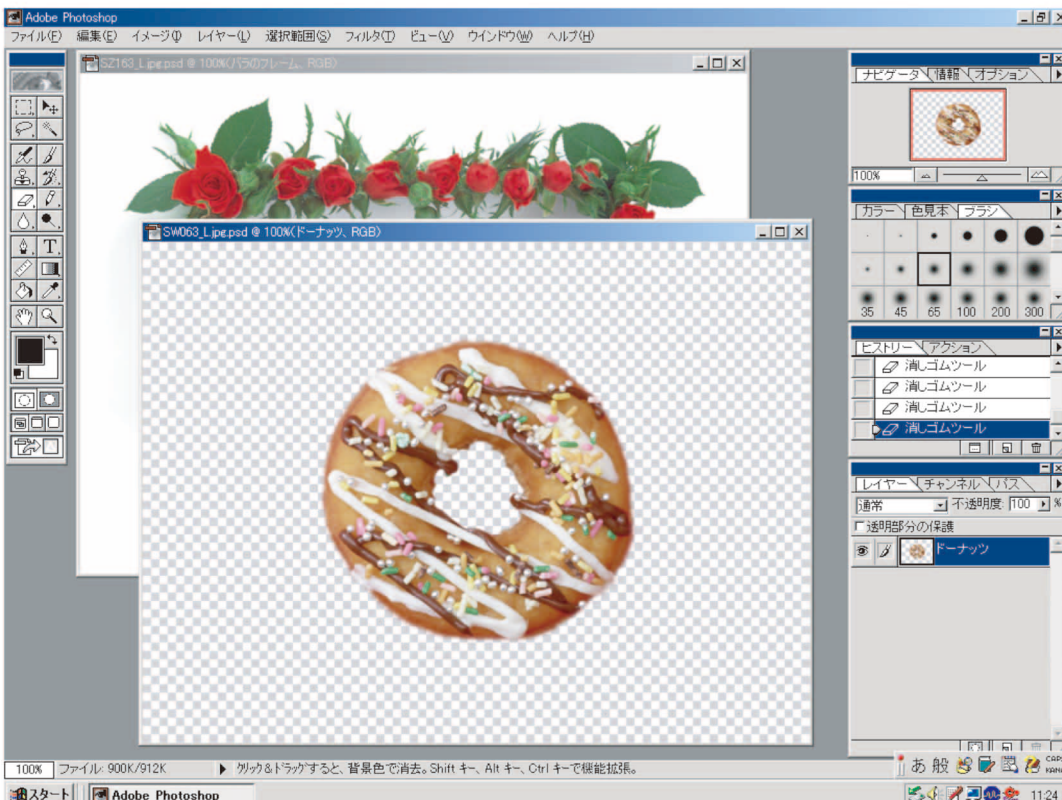 Adobe Photoshop
ファイル(F) 編集(E) イメージ(I) レイヤー(L) 選択範囲(S) フィルタ(T) ビュー(V) ウインドウ(W) ヘルプ(H)
SZ163_L.jpg.psd @ 100%(バラのフレーム、RGB)
SW063_L.jpg.psd @ 100%(ドーナッツ、RGB)
T
ナビゲータ 情報 オプション
100%
カラー 色見本 ブラシ
35 45 65 100 200 300
ヒストリー アクション
消しゴムツール
消しゴムツール
消しゴムツール
消しゴムツール
レイヤー チャンネル パス
通常 不透明度: 100 %
透明部分の保護
ドーナッツ
100% ファイル: 900K/912K クリック&ドラッグすると、背景色で消去。Shift キー、Alt キー、Ctrl キーで機能拡張。
あ 般 CAPS KANA
スタート Adobe Photoshop 11:24